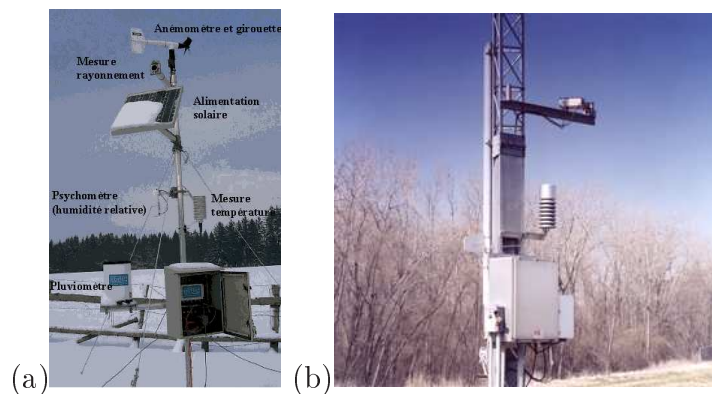 Anémomètre et girouette
Mesure
rayonnement
Alimentation
solaire
Psychomètre
(humidité relative)
Mesure
température
Pluviomètre
(a)
(b)